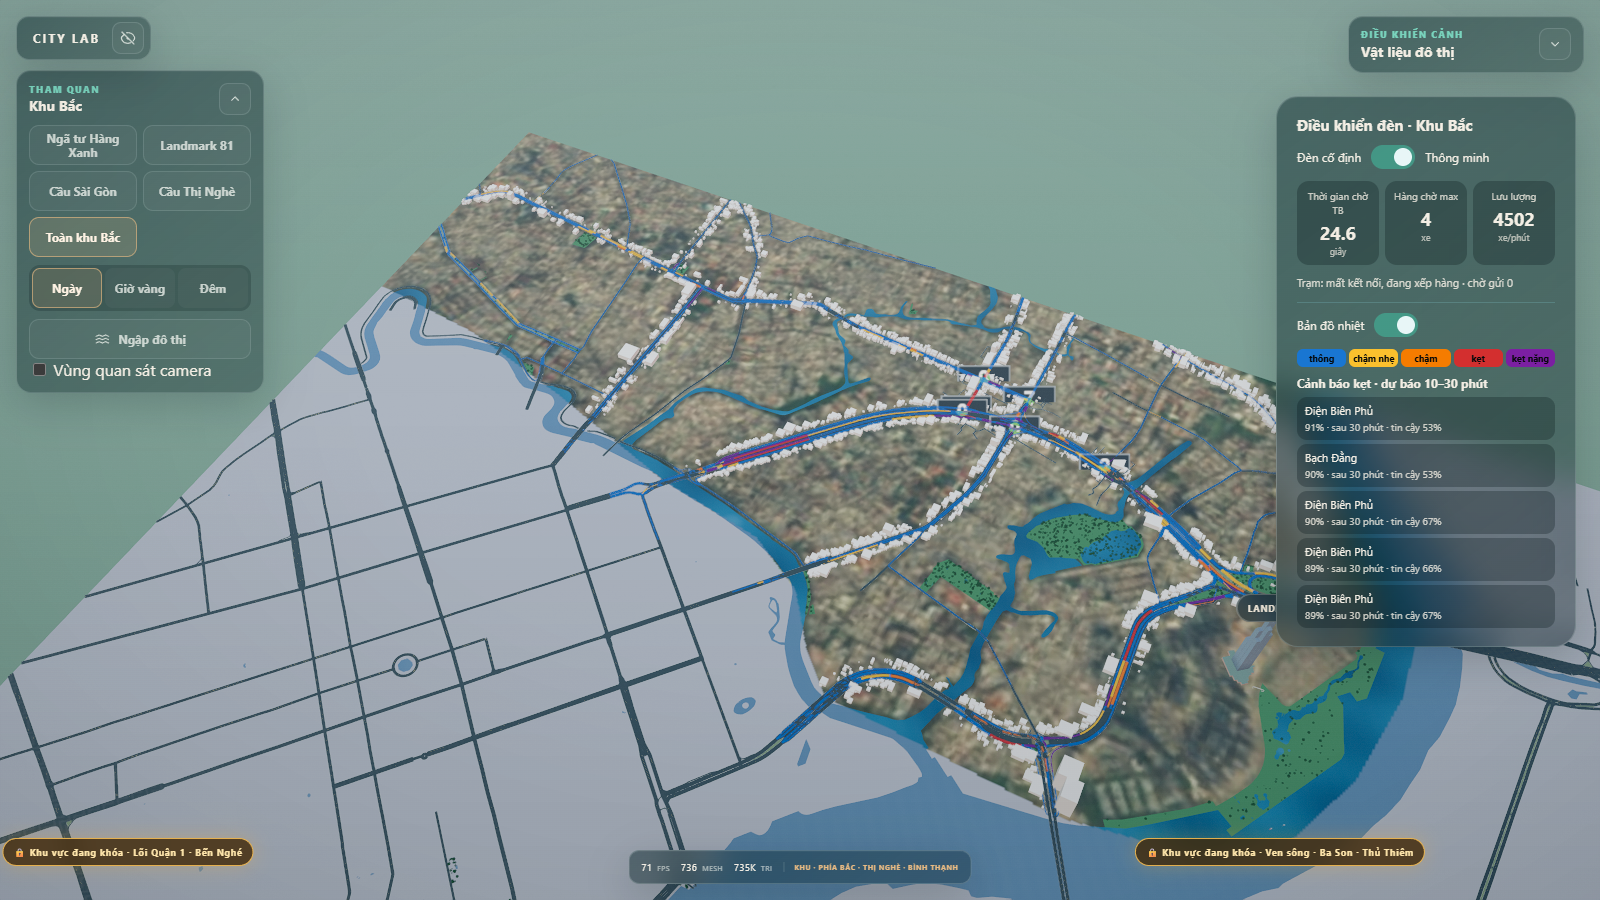 CITY LAB
THAM QUAN
Khu Bắc
Ngã tư Hàng
Xanh
Landmark 81
Cầu Sài Gòn
Cầu Thị Nghè
Toàn khu Bắc
Ngày
Giờ vàng
Đêm
Ngập đô thị
Vùng quan sát camera
ĐIỀU KHIỂN CẢNH
Vật liệu đô thị
Điều khiển đèn · Khu Bắc
Đèn cố định
Thông minh
Thời gian chờ
TB
24.6
giây
Hàng chờ max
4
xe
Lưu lượng
4502
xe/phút
Trạm: mất kết nối, đang xếp hàng · chờ gửi 0
Bản đồ nhiệt
thông
chậm nhẹ
chậm
kẹt
kẹt nặng
Cảnh báo kẹt · dự báo 10–30 phút
Điện Biên Phủ
91% · sau 30 phút · tin cậy 53%
Bạch Đằng
90% · sau 30 phút · tin cậy 53%
Điện Biên Phủ
90% · sau 30 phút · tin cậy 67%
Điện Biên Phủ
89% · sau 30 phút · tin cậy 66%
Điện Biên Phủ
89% · sau 30 phút · tin cậy 67%
LAND
Khu vực đang khóa · Lõi Quận 1 · Bến Nghé
71 FPS 736 MESH 735K TRI
KHU · PHÍA BẮC · THỊ NGHÈ · BÌNH THẠNH
Khu vực đang khóa · Ven sông · Ba Son · Thủ Thiêm